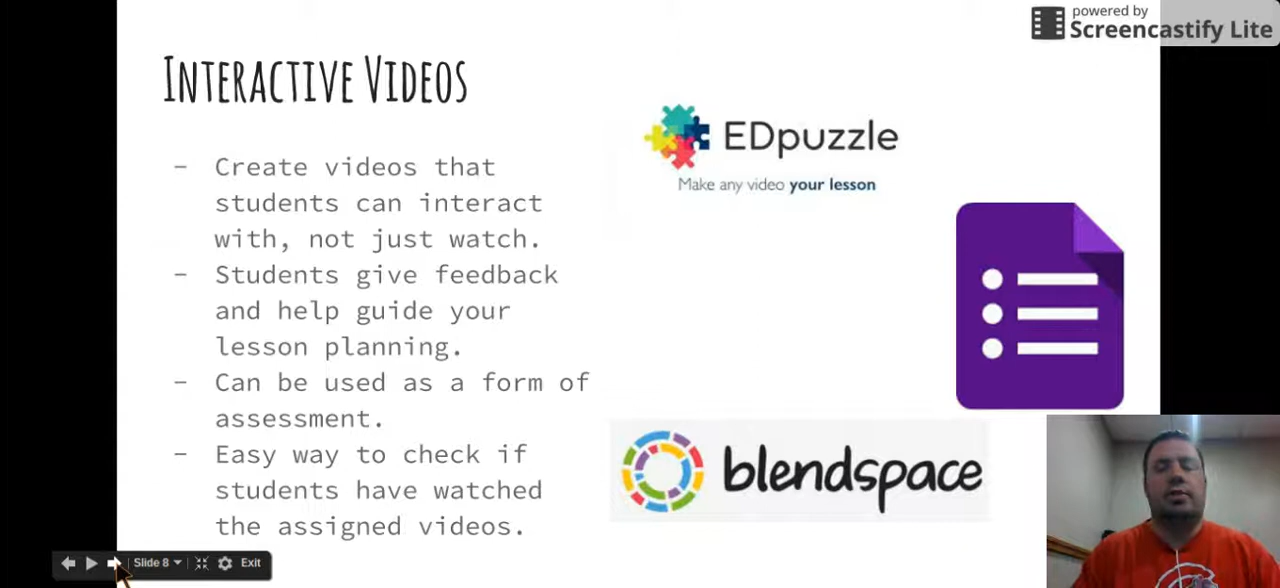 powered by
Screencastify Lite
INTERACTIVE VIDEOS
- Create videos that
students can interact
with, not just watch.
- Students give feedback
and help guide your
lesson planning.
- Can be used as a form of
assessment.
- Easy way to check if
students have watched
the assigned videos.
EDpuzzle
Make any video your lesson
blendspace
Slide 8
Exit